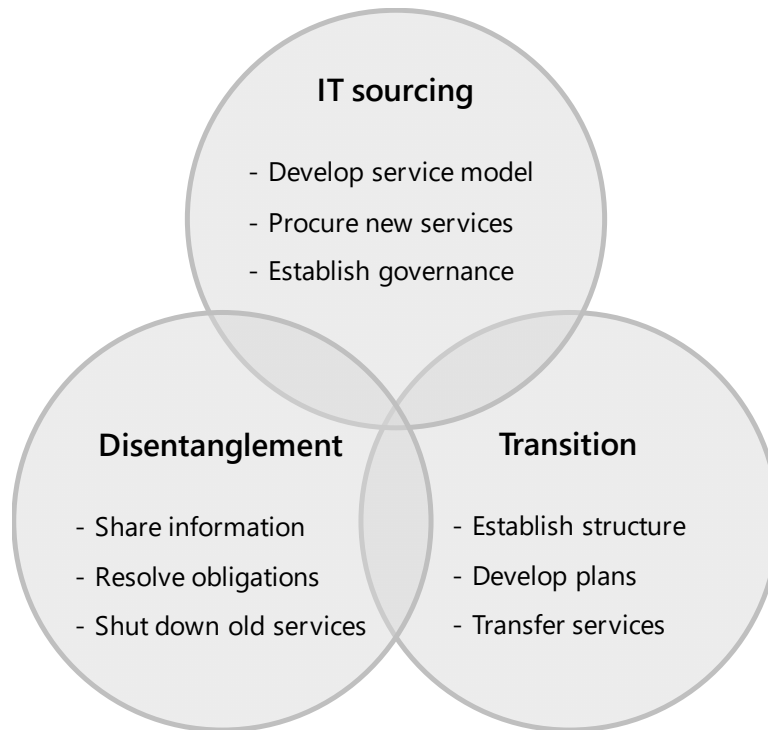 IT sourcing
- Develop service model
- Procure new services
- Establish governance
Disentanglement
- Share information
- Resolve obligations
- Shut down old services
Transition
- Establish structure
- Develop plans
- Transfer services